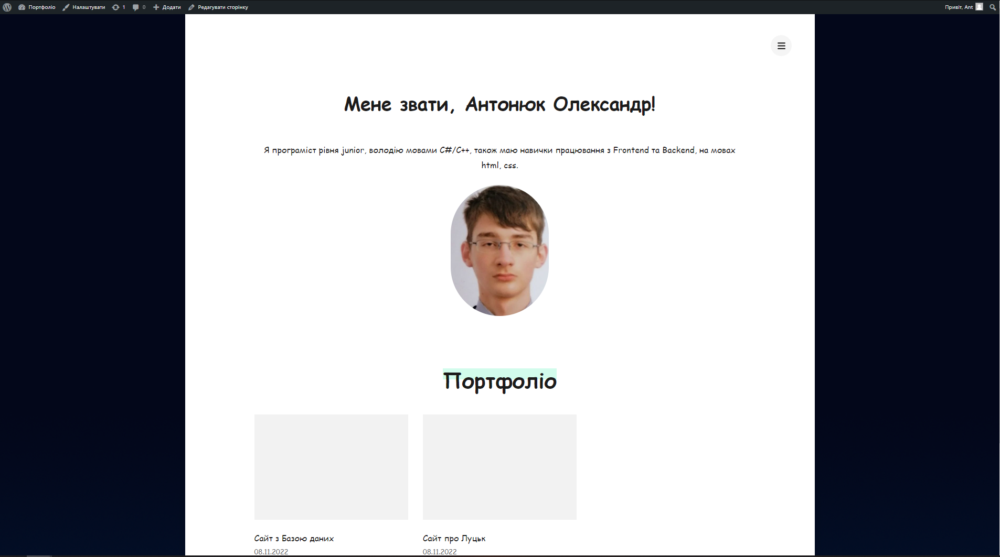 Портфоліо Налаштувати 1 0 Додати Редагувати сторінку Привіт, Ant
Мене звати, Антонюк Олександр!
Я програміст рівня junior, володію мовами C#/C++, також маю навички працювання з Frontend та Backend, на мовах
html, css.
Портфоліо
Сайт з Базою даних
08.11.2022
Сайт про Луцьк
08.11.2022